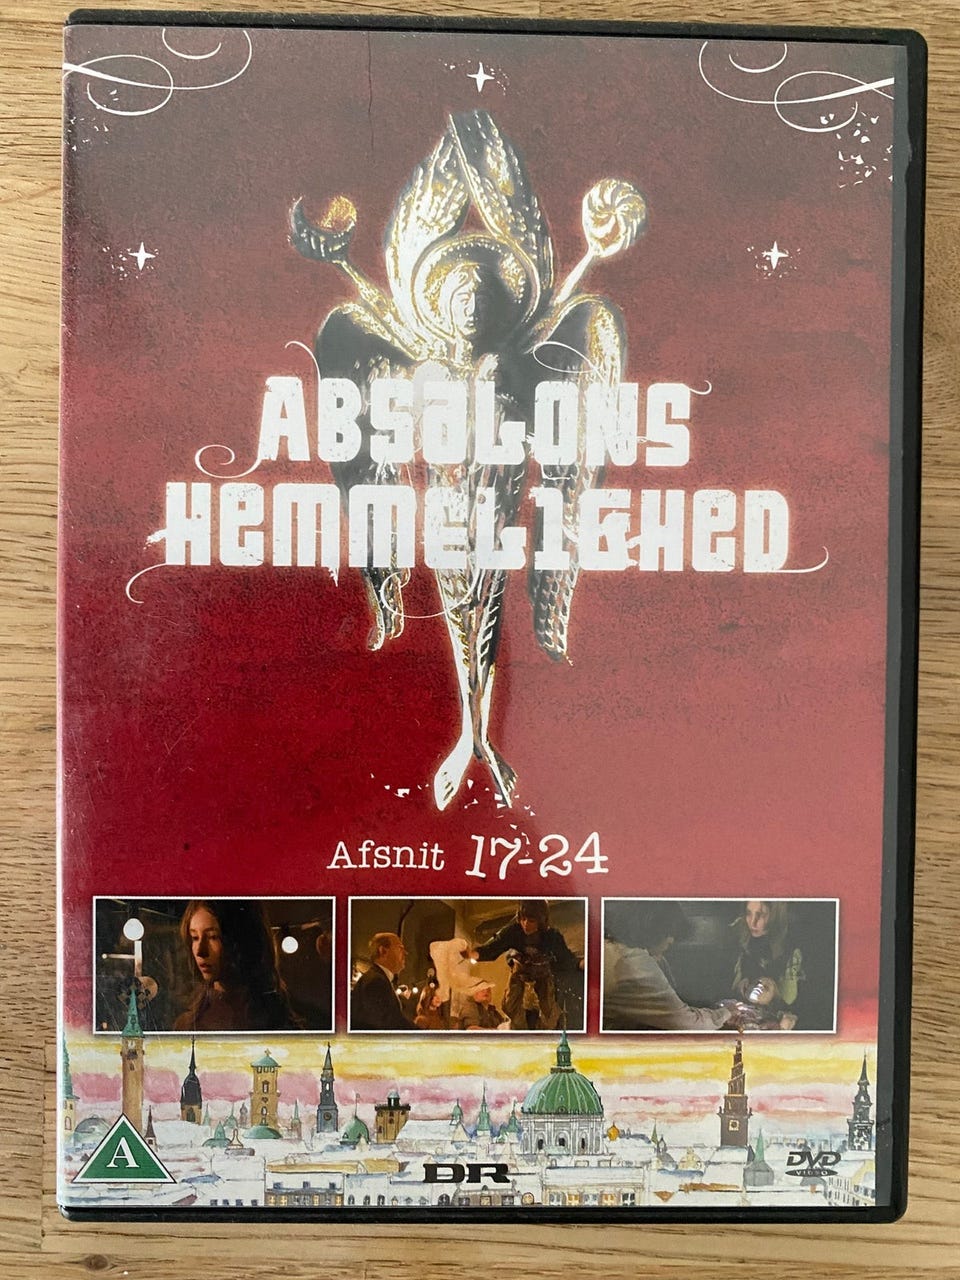 ABSALONS
HEMMELIGHED
Afsnit 17-24
A
DR
DVD
VIDEO